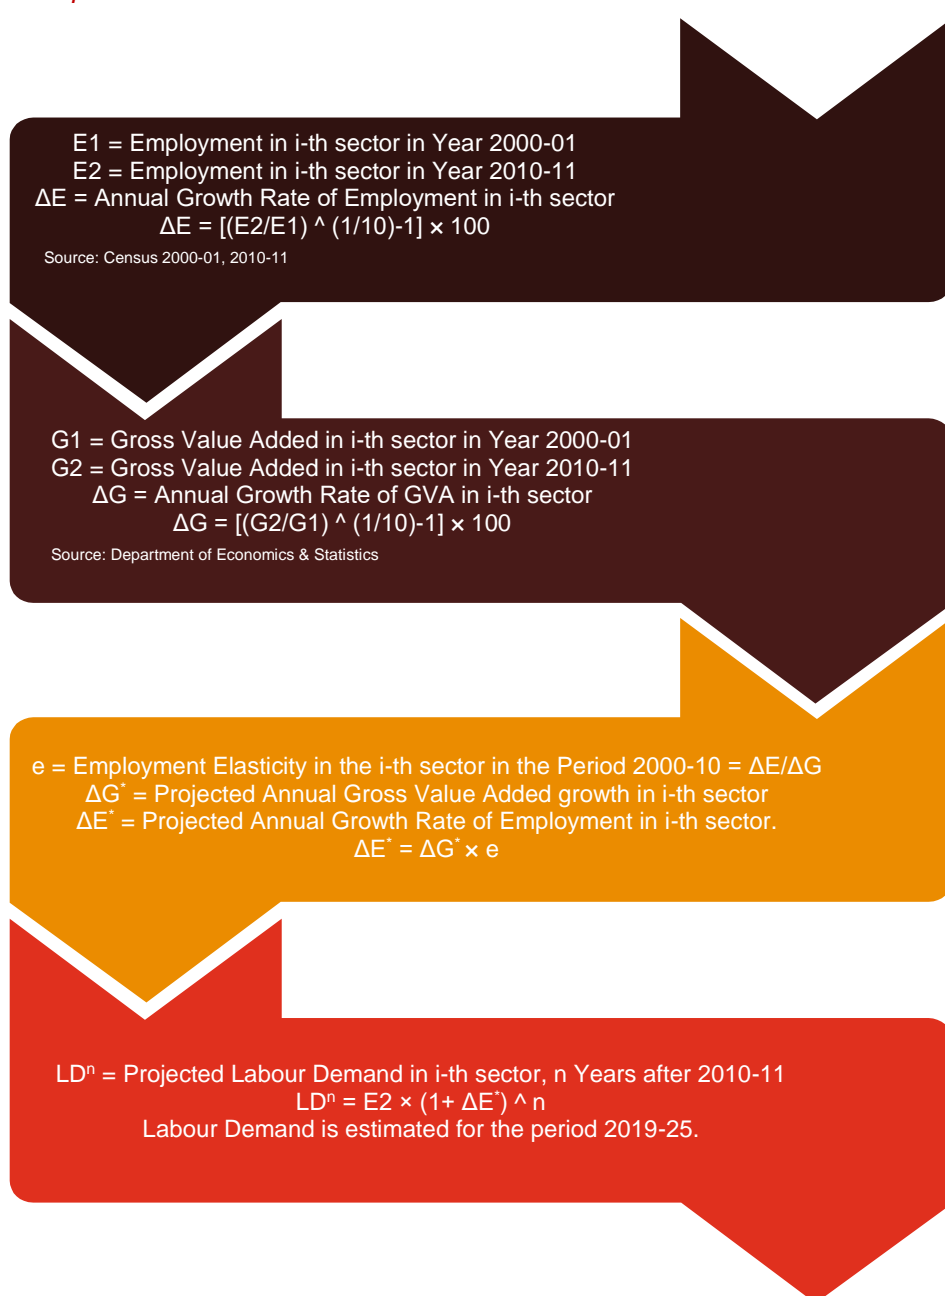 E1 = Employment in i-th sector in Year 2000-01
E2 = Employment in i-th sector in Year 2010-11
ΔE = Annual Growth Rate of Employment in i-th sector
ΔE = [(E2/E1) ^ (1/10)-1] × 100
Source: Census 2000-01, 2010-11
G1 = Gross Value Added in i-th sector in Year 2000-01
G2 = Gross Value Added in i-th sector in Year 2010-11
ΔG = Annual Growth Rate of GVA in i-th sector
ΔG = [(G2/G1) ^ (1/10)-1] × 100
Source: Department of Economics & Statistics
e = Employment Elasticity in the i-th sector in the Period 2000-10 = ΔE/ΔG
ΔG* = Projected Annual Gross Value Added growth in i-th sector
ΔE* = Projected Annual Growth Rate of Employment in i-th sector.
ΔE* = ΔG* × e
LDⁿ = Projected Labour Demand in i-th sector, n Years after 2010-11
LDⁿ = E2 × (1+ ΔE*) ^ n
Labour Demand is estimated for the period 2019-25.